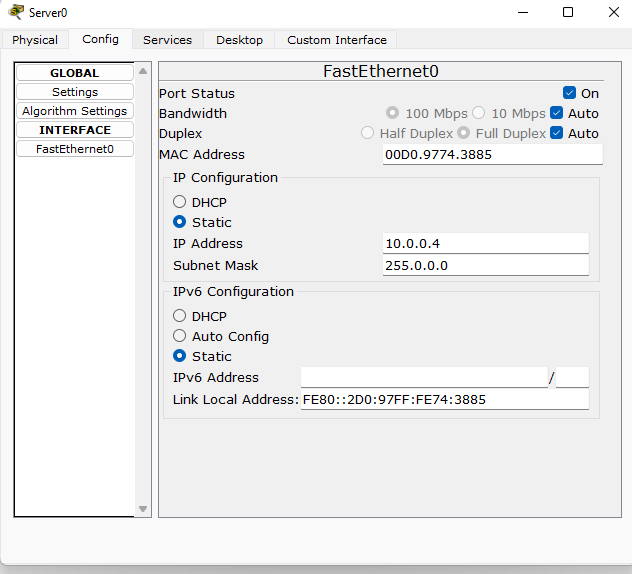 Server0
Physical Config Services Desktop Custom Interface
GLOBAL
Settings
Algorithm Settings
INTERFACE
FastEthernet0
FastEthernet0
Port Status On
Bandwidth 100 Mbps 10 Mbps Auto
Duplex Half Duplex Full Duplex Auto
MAC Address 00D0.9774.3885
IP Configuration
DHCP
Static
IP Address 10.0.0.4
Subnet Mask 255.0.0.0
IPv6 Configuration
DHCP
Auto Config
Static
IPv6 Address /
Link Local Address: FE80::2D0:97FF:FE74:3885